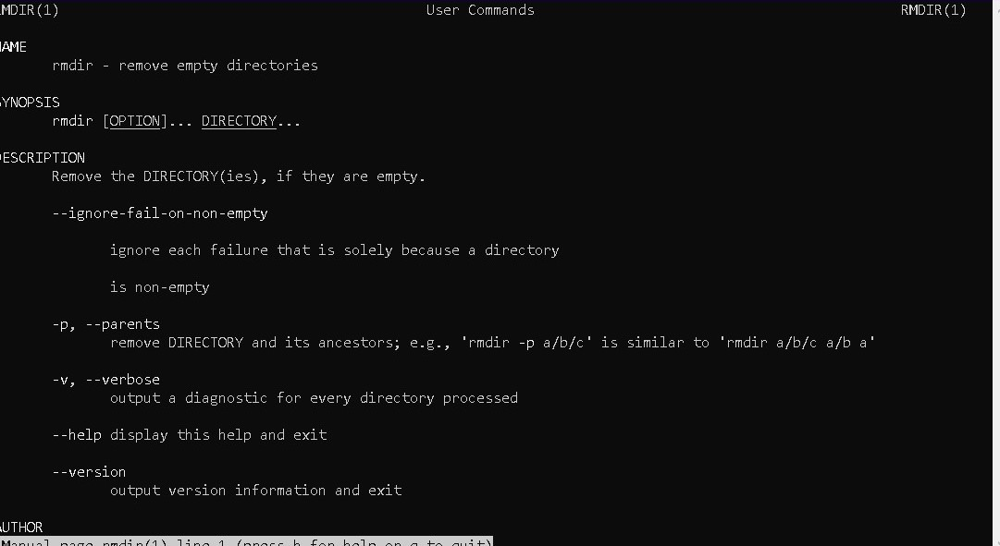 MDIR(1) User Commands RMDIR(1)
NAME
rmdir - remove empty directories
SYNOPSIS
rmdir [OPTION]... DIRECTORY...
DESCRIPTION
Remove the DIRECTORY(ies), if they are empty.
--ignore-fail-on-non-empty
ignore each failure that is solely because a directory
is non-empty
-p, --parents
remove DIRECTORY and its ancestors; e.g., 'rmdir -p a/b/c' is similar to 'rmdir a/b/c a/b a'
-v, --verbose
output a diagnostic for every directory processed
--help display this help and exit
--version
output version information and exit
AUTHOR
Manual page rmdir(1) line 1 (press h for help or q to quit)